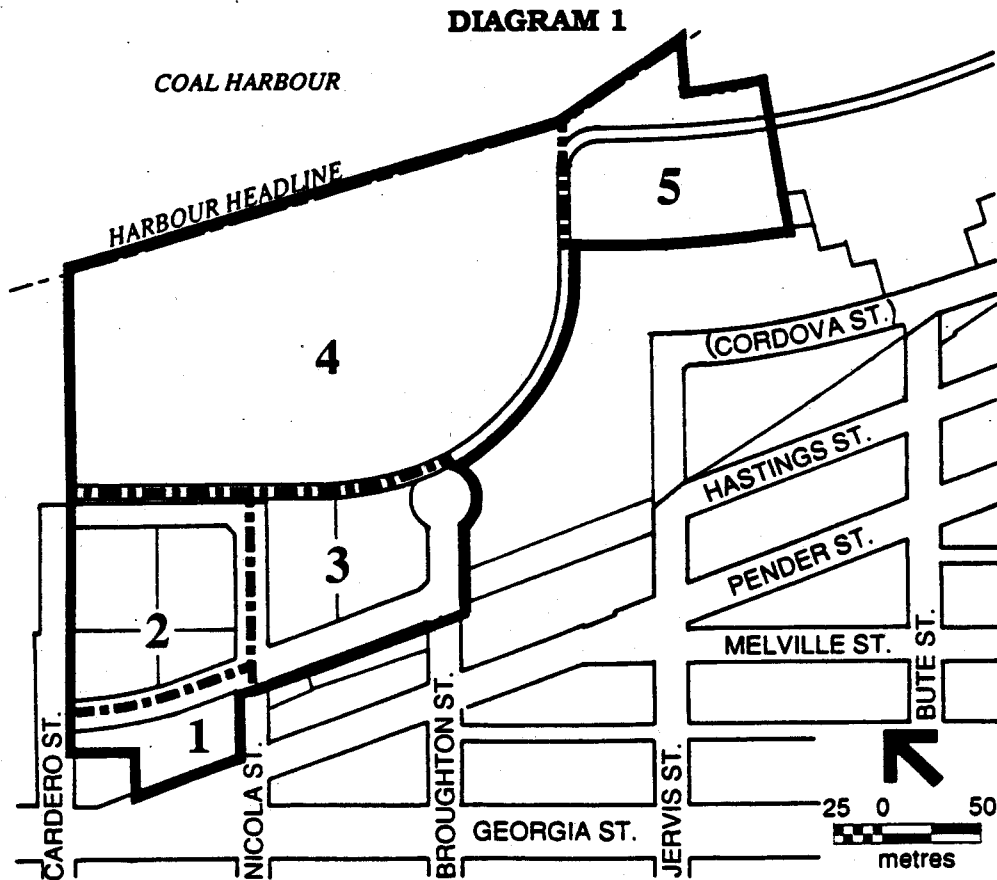 DIAGRAM 1
COAL HARBOUR
HARBOUR HEADLINE
5
4
(CORDOVA ST.)
HASTINGS ST.
3
PENDER ST.
2
MELVILLE ST.
BUTE ST.
1
CARDERO ST.
NICOLA ST.
BROUGHTON ST.
JERVIS ST.
GEORGIA ST.
25 0 50
metres